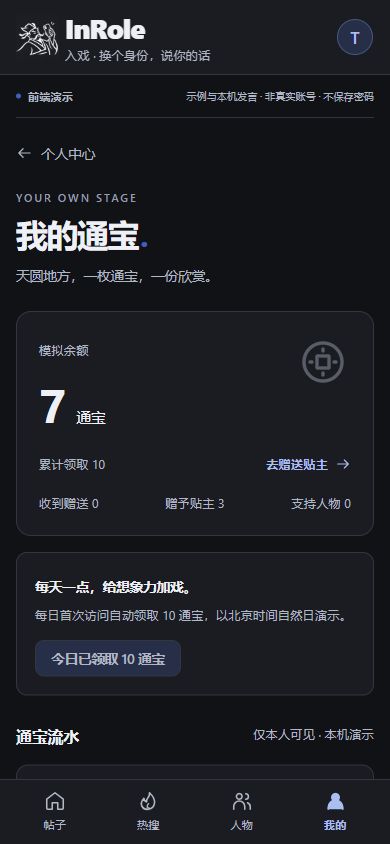 InRole
入戏 · 换个身份，说你的话
T
前端演示
示例与本机发言 · 非真实账号 · 不保存密码
← 个人中心
YOUR OWN STAGE
我的通宝.
天圆地方，一枚通宝，一份欣赏。
模拟余额
7 通宝
累计领取 10
去赠送贴主 →
收到赠送 0
赠予贴主 3
支持人物 0
每天一点，给想象力加戏。
每日首次访问自动领取 10 通宝，以北京时间自然日演示。
今日已领取 10 通宝
通宝流水
仅本人可见 · 本机演示
帖子
热搜
人物
我的